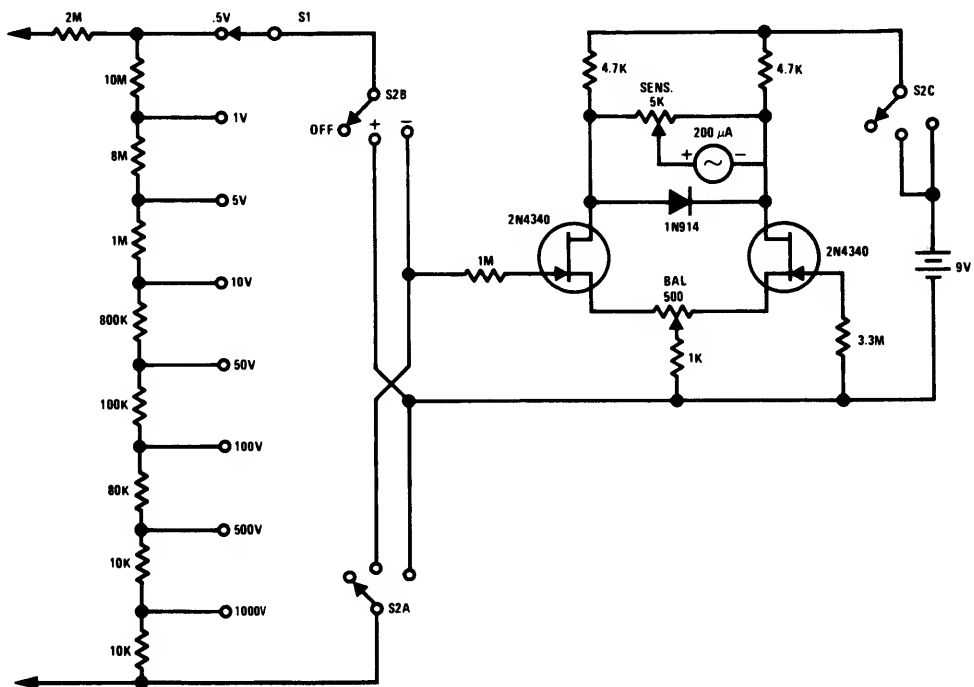 2M
.5V
S1
10M
1V
8M
5V
1M
10V
800K
50V
100K
100V
80K
500V
10K
1000V
10K
S2B
OFF
+
−
S2A
1M
4.7K
4.7K
SENS.
5K
200 μA
+
−
1N914
2N4340
2N4340
BAL
500
1K
3.3M
S2C
9V